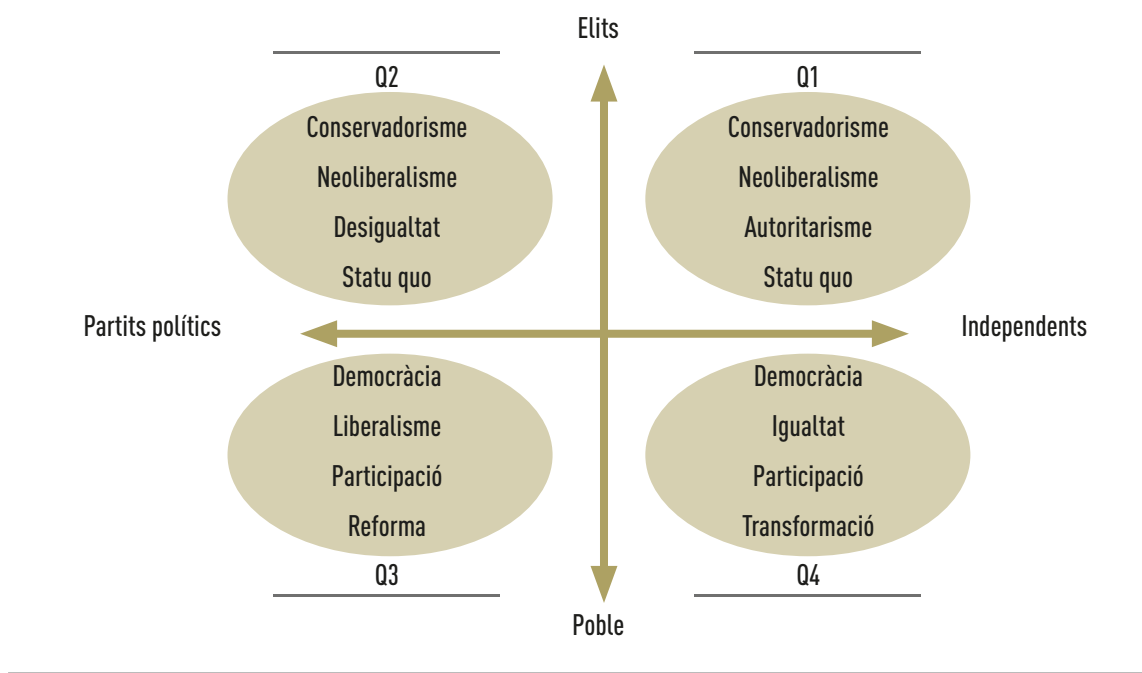 Elits
Q2
Conservadorisme
Neoliberalisme
Desigualtat
Statu quo
Q1
Conservadorisme
Neoliberalisme
Autoritarisme
Statu quo
Partits polítics
Independents
Democràcia
Liberalisme
Participació
Reforma
Q3
Democràcia
Igualtat
Participació
Transformació
Q4
Poble